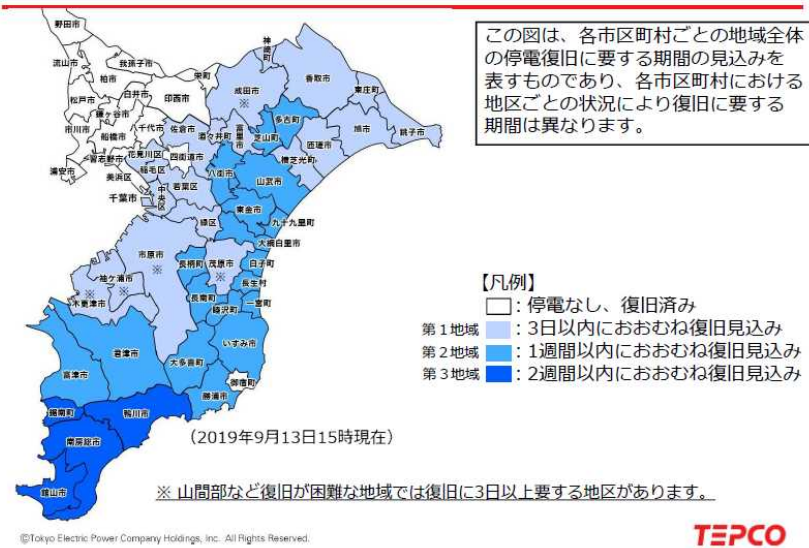 この図は、各市区町村ごとの地域全体
の停電復旧に要する期間の見込みを
表すものであり、各市区町村における
地区ごとの状況により復旧に要する
期間は異なります。
野田市
流山市
我孫子市
柏市
松戸市
白井市
鎌ヶ谷市
市川市
船橋市
八千代市
習志野市
浦安市
美浜区
千葉市
印西市
栄町
成田市
※
神崎町
香取市
東庄町
多古町
旭市
銚子市
匝瑳市
横芝光町
芝山町
富里市
酒々井町
佐倉市
四街道市
花見川区
稲毛区
若葉区
中央区
緑区
八街市
山武市
東金市
九十九里町
大網白里市
市原市
※
長柄町
茂原市
※
白子町
長生村
長南町
一宮町
睦沢町
袖ケ浦市
※
木更津市
※
君津市
富津市
大多喜町
いすみ市
御宿町
勝浦市
鋸南町
鴨川市
南房総市
館山市
【凡例】
：停電なし、復旧済み
第1地域 ：3日以内におおむね復旧見込み
第2地域 ：1週間以内におおむね復旧見込み
第3地域 ：2週間以内におおむね復旧見込み
（2019年9月13日15時現在）
※ 山間部など復旧が困難な地域では復旧に3日以上要する地区があります。
©Tokyo Electric Power Company Holdings, Inc. All Rights Reserved.
TEPCO